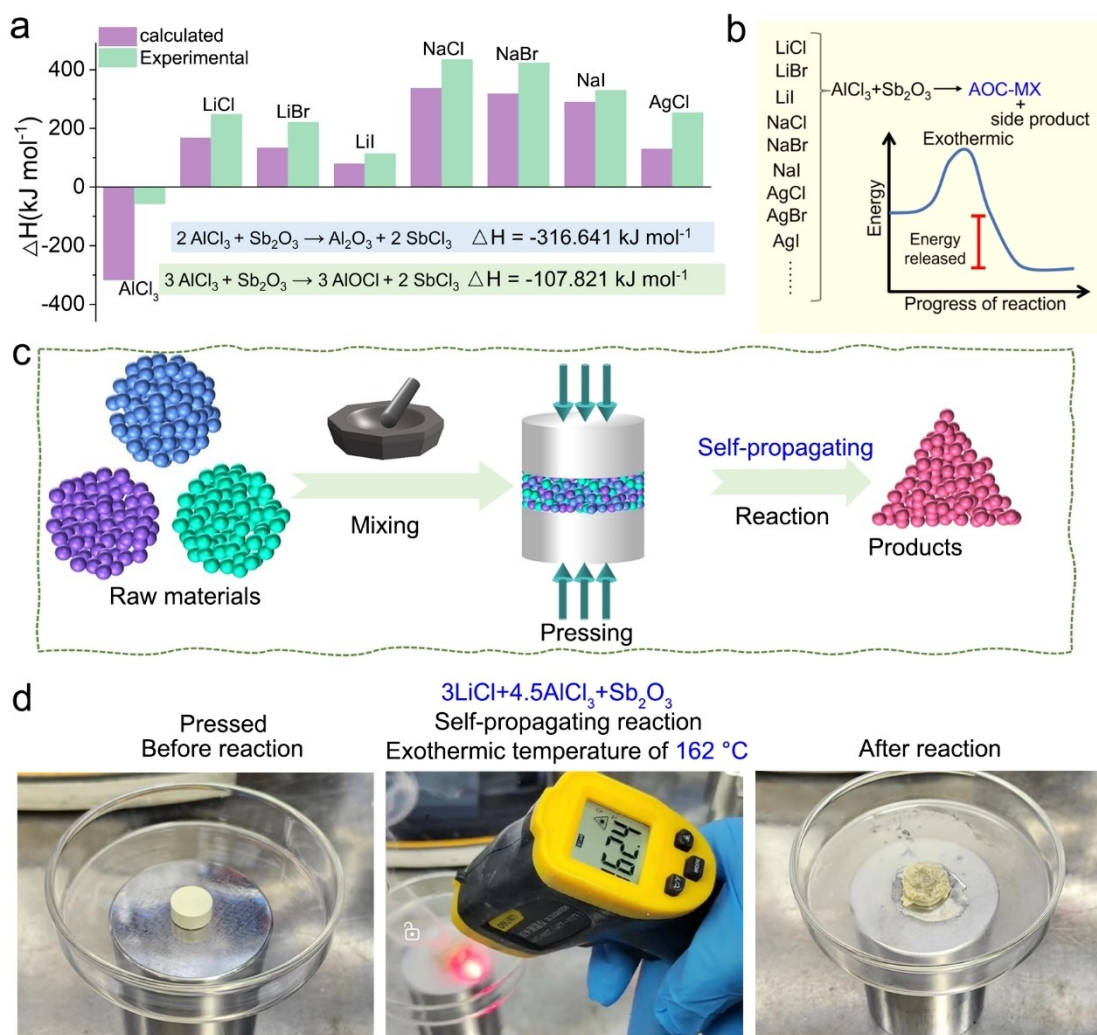 a
calculated
Experimental
△H(kJ mol⁻¹)
400
200
0
-200
-400
AlCl₃
LiCl
LiBr
LiI
NaCl
NaBr
NaI
AgCl
2 AlCl₃ + Sb₂O₃ → Al₂O₃ + 2 SbCl₃ △H = -316.641 kJ mol⁻¹
3 AlCl₃ + Sb₂O₃ → 3 AlOCl + 2 SbCl₃ △H = -107.821 kJ mol⁻¹
b
LiCl
LiBr
LiI
NaCl
NaBr
NaI
AgCl
AgBr
AgI
AlCl₃+Sb₂O₃ → AOC-MX
+
side product
Exothermic
Energy
Energy
released
Progress of reaction
c
Raw materials
Mixing
Pressing
Self-propagating
Reaction
Products
d
Pressed
Before reaction
3LiCl+4.5AlCl₃+Sb₂O₃
Self-propagating reaction
Exothermic temperature of 162 °C
After reaction